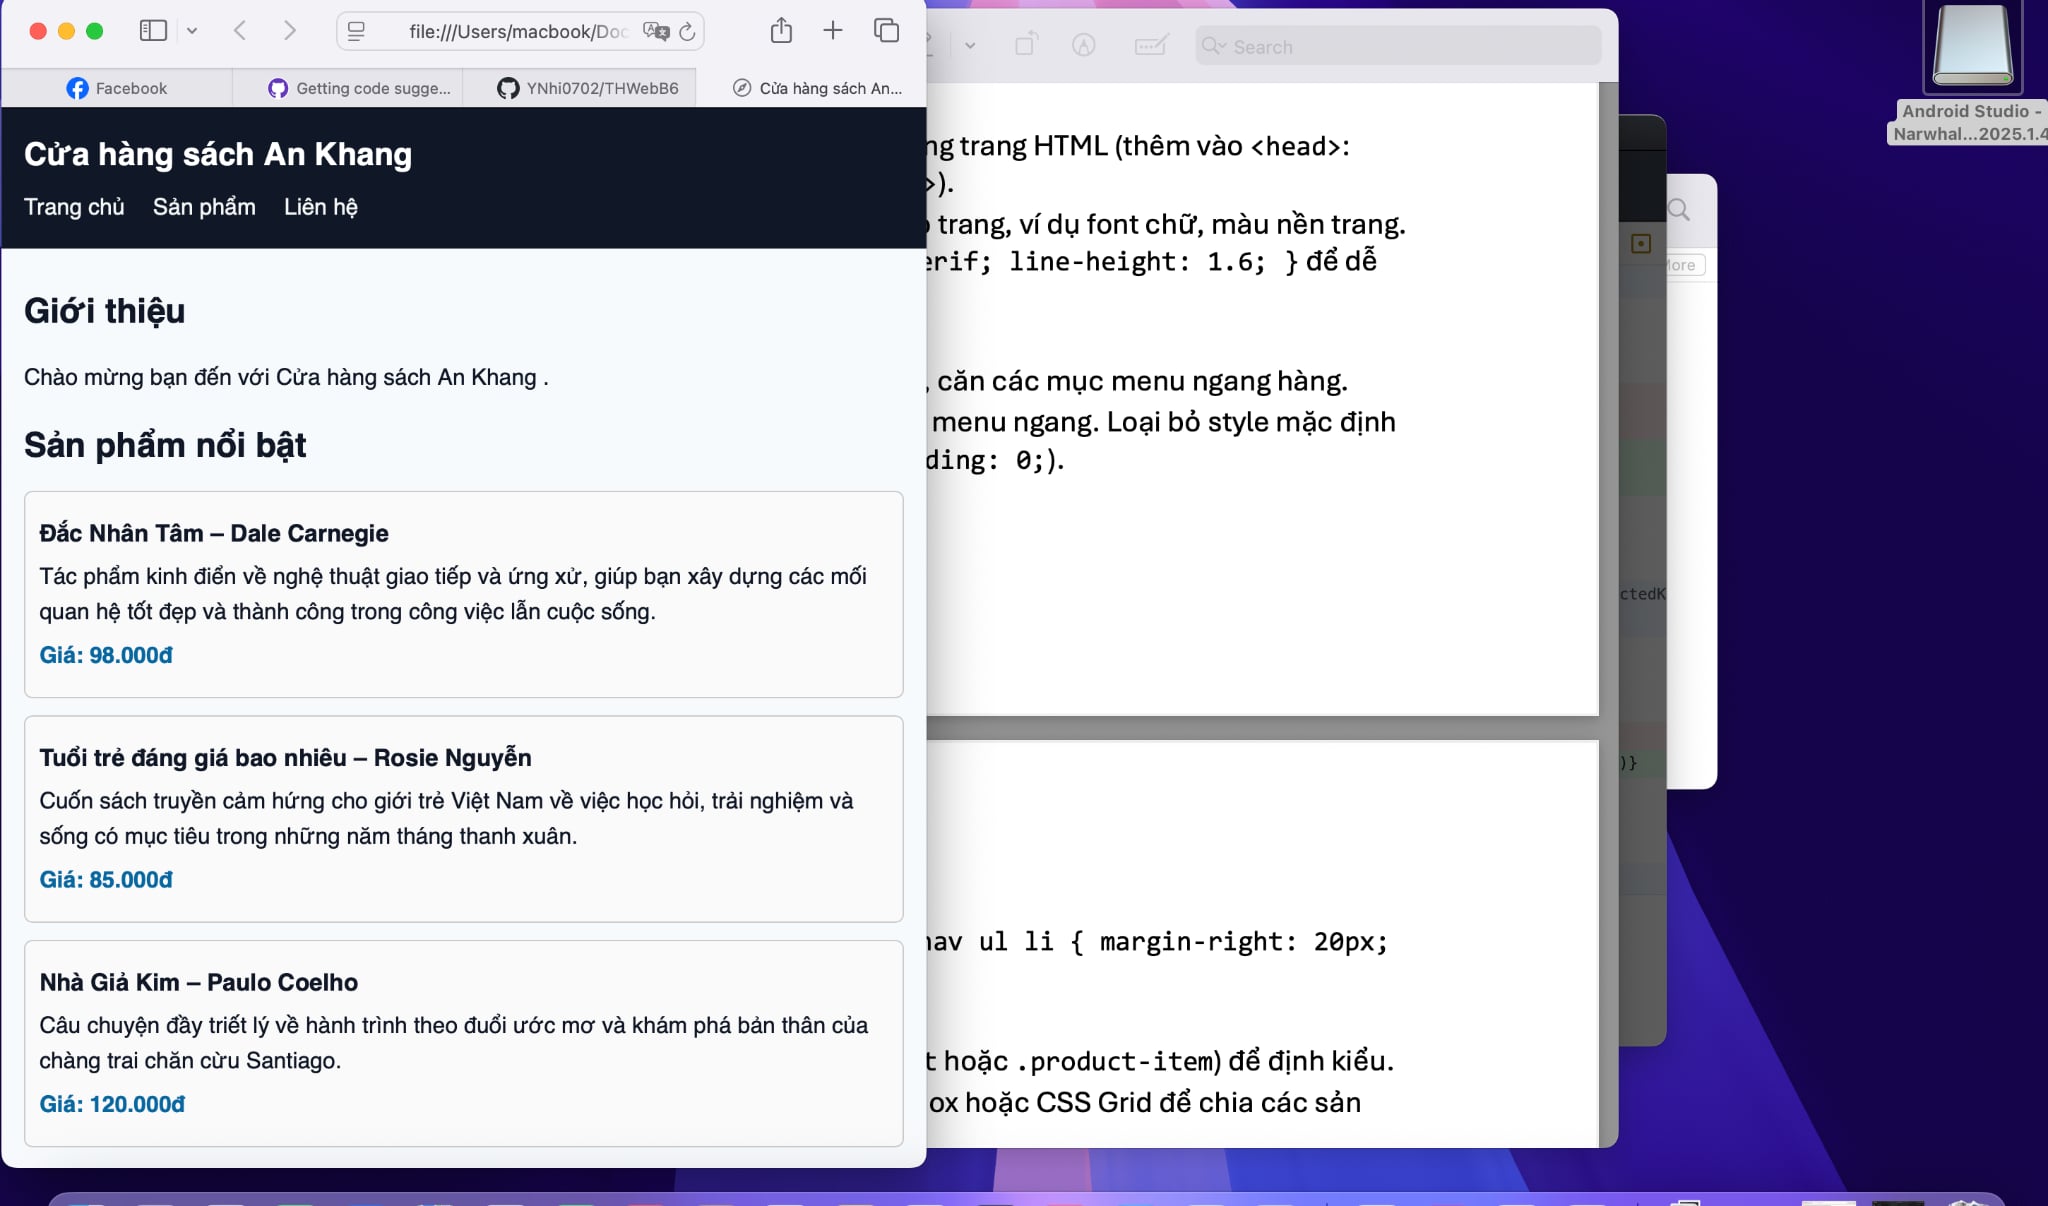 file:///Users/macbook/Doc
Search
Facebook
Getting code sugge...
YNhi0702/THWebB6
Cửa hàng sách An...
Cửa hàng sách An Khang
Trang chủ Sản phẩm Liên hệ
Giới thiệu
Chào mừng bạn đến với Cửa hàng sách An Khang .
Sản phẩm nổi bật
Đắc Nhân Tâm – Dale Carnegie
Tác phẩm kinh điển về nghệ thuật giao tiếp và ứng xử, giúp bạn xây dựng các mối
quan hệ tốt đẹp và thành công trong công việc lẫn cuộc sống.
Giá: 98.000đ
Tuổi trẻ đáng giá bao nhiêu – Rosie Nguyễn
Cuốn sách truyền cảm hứng cho giới trẻ Việt Nam về việc học hỏi, trải nghiệm và
sống có mục tiêu trong những năm tháng thanh xuân.
Giá: 85.000đ
Nhà Giả Kim – Paulo Coelho
Câu chuyện đầy triết lý về hành trình theo đuổi ước mơ và khám phá bản thân của
chàng trai chăn cừu Santiago.
Giá: 120.000đ
ng trang HTML (thêm vào <head>:
>).
trang, ví dụ font chữ, màu nền trang.
erif; line-height: 1.6; } để dễ
, căn các mục menu ngang hàng.
menu ngang. Loại bỏ style mặc định
ding: 0;).
nav ul li { margin-right: 20px;
t hoặc .product-item) để định kiểu.
ox hoặc CSS Grid để chia các sản
ctedK
)}
Android Studio -
Narwhal...2025.1.4